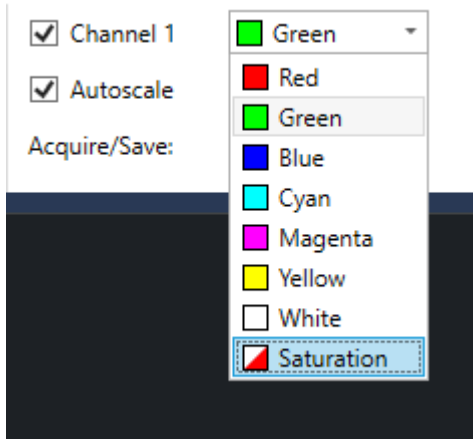 Channel 1 Green
Red
Autoscale
Green
Acquire/Save:
Blue
Cyan
Magenta
Yellow
White
Saturation